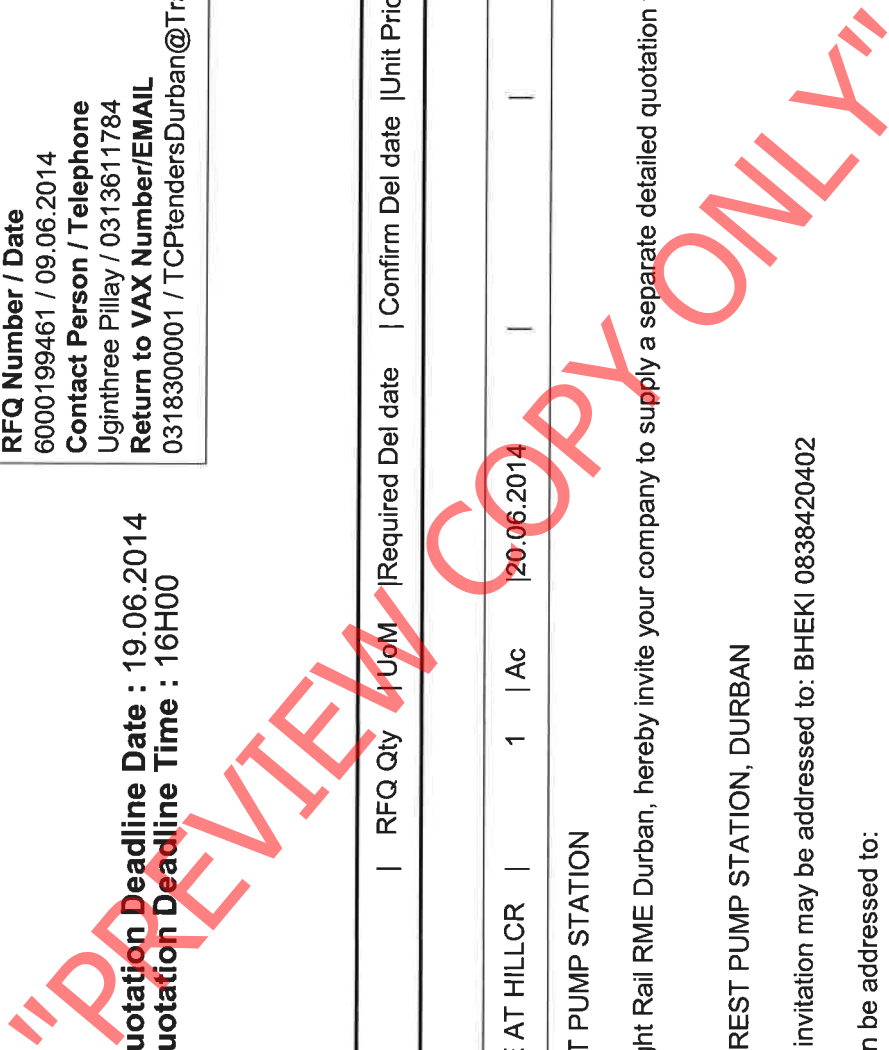 RFQ Number / Date
6000199461 / 09.06.2014
Contact Person / Telephone
Uginthree Pillay / 0313611784
Return to VAX Number/EMAIL
0318300001 / TCPtendersDurban@Tra
uotation Deadline Date : 19.06.2014
uotation Deadline Time : 16H00
| RFQ Qty | UoM |Required Del date | Confirm Del date |Unit Pric
AT HILLCR | 1 | Ac |20.06.2014 | |
T PUMP STATION
ht Rail RME Durban, hereby invite your company to supply a separate detailed quotation
REST PUMP STATION, DURBAN
invitation may be addressed to: BHEKI 0838420402
n be addressed to:
"PREVIEW COPY ONLY"